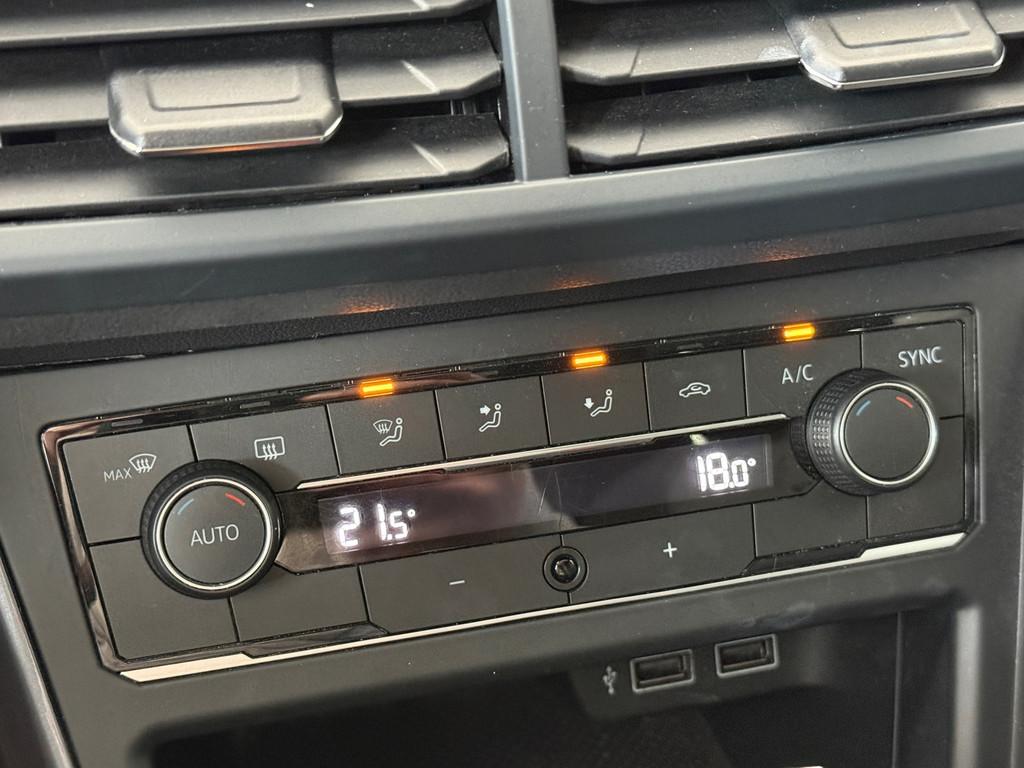 SYNC
A/C
MAX
AUTO
18.0°
21.5°
- +